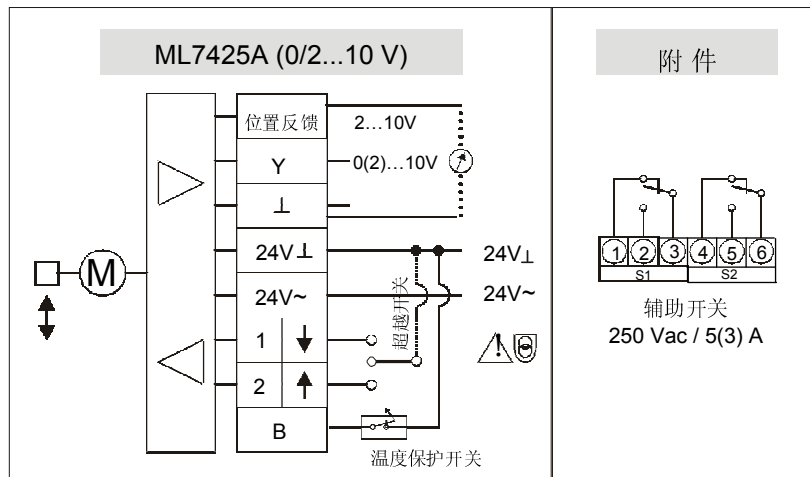 ML7425A (0/2...10 V)
位置反馈
2...10V
Y
0(2)...10V
⊥
24V⊥
24V⊥
24V~
24V~
超越开关
M
1
2
B
温度保护开关
附 件
1 2 3 4 5 6
S1 S2
辅助开关
250 Vac / 5(3) A